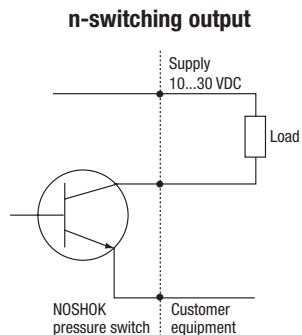 n-switching output
Supply
10...30 VDC
Load
NOSHOK
pressure switch
Customer
equipment